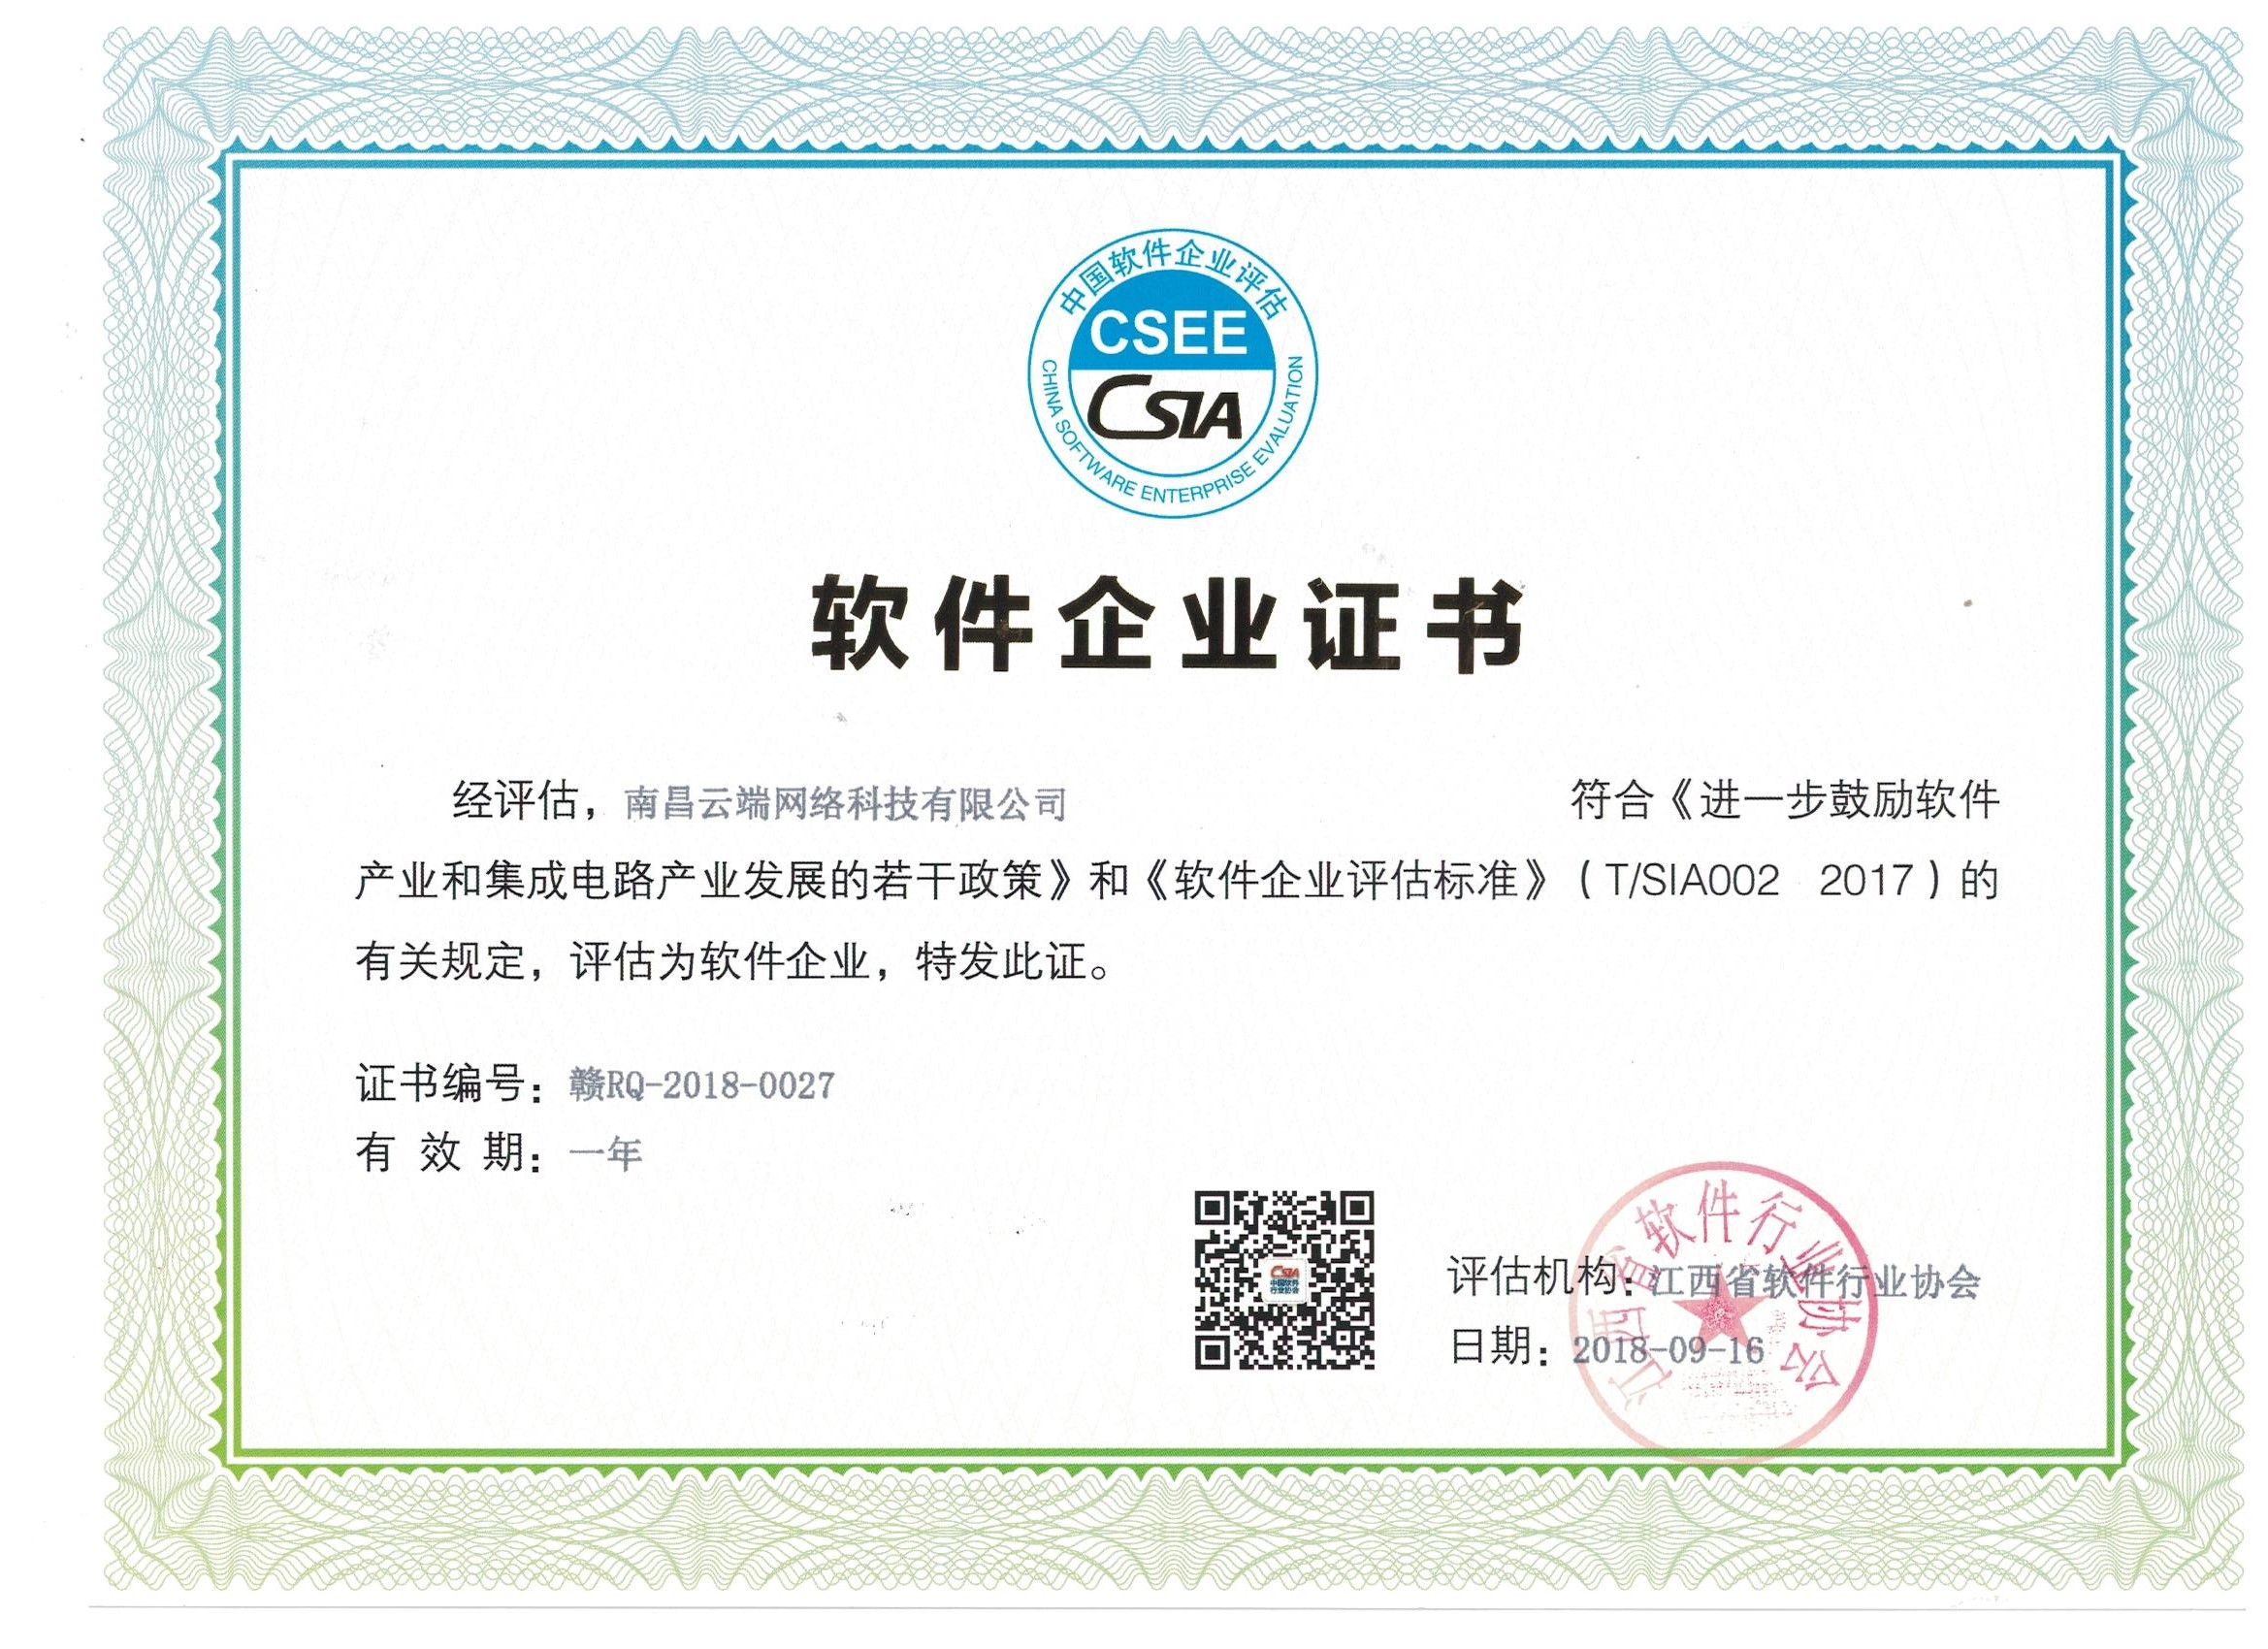 中国软件企业评估
CSEE
CSIA
CHINA SOFTWARE ENTERPRISE EVALUATION
软件企业证书
经评估，南昌云端网络科技有限公司 符合《进一步鼓励软件
产业和集成电路产业发展的若干政策》和《软件企业评估标准》（T/SIA002 2017）的
有关规定，评估为软件企业，特发此证。
证书编号：赣RQ-2018-0027
有 效 期：一年
CSIA
中国软件
行业协会
评估机构：江西省软件行业协会
日期：2018-09-16
江西省软件行业协会